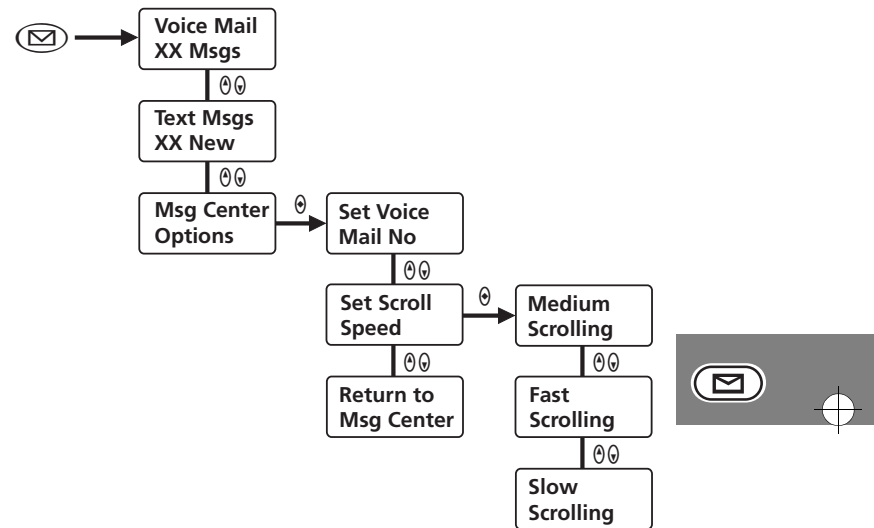 Voice Mail
XX Msgs
Text Msgs
XX New
Msg Center
Options
Set Voice
Mail No
Set Scroll
Speed
Return to
Msg Center
Medium
Scrolling
Fast
Scrolling
Slow
Scrolling